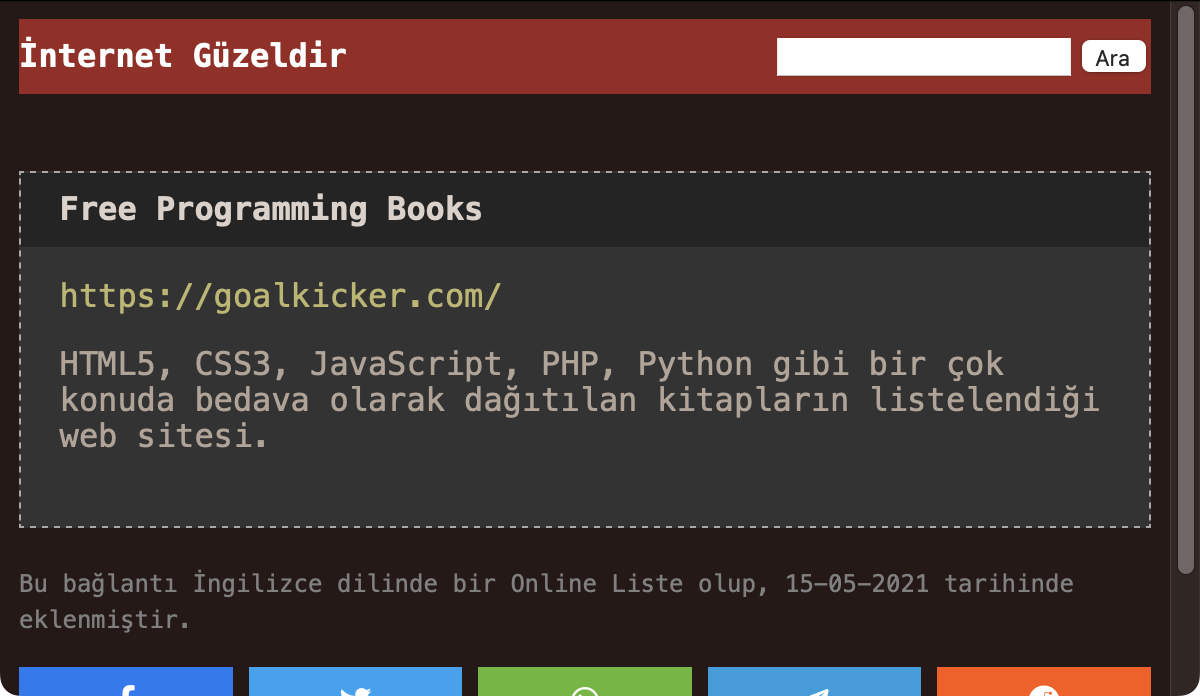 İnternet Güzeldir
Ara
Free Programming Books
https://goalkicker.com/
HTML5, CSS3, JavaScript, PHP, Python gibi bir çok
konuda bedava olarak dağıtılan kitapların listelendiği
web sitesi.
Bu bağlantı İngilizce dilinde bir Online Liste olup, 15-05-2021 tarihinde
eklenmiştir.